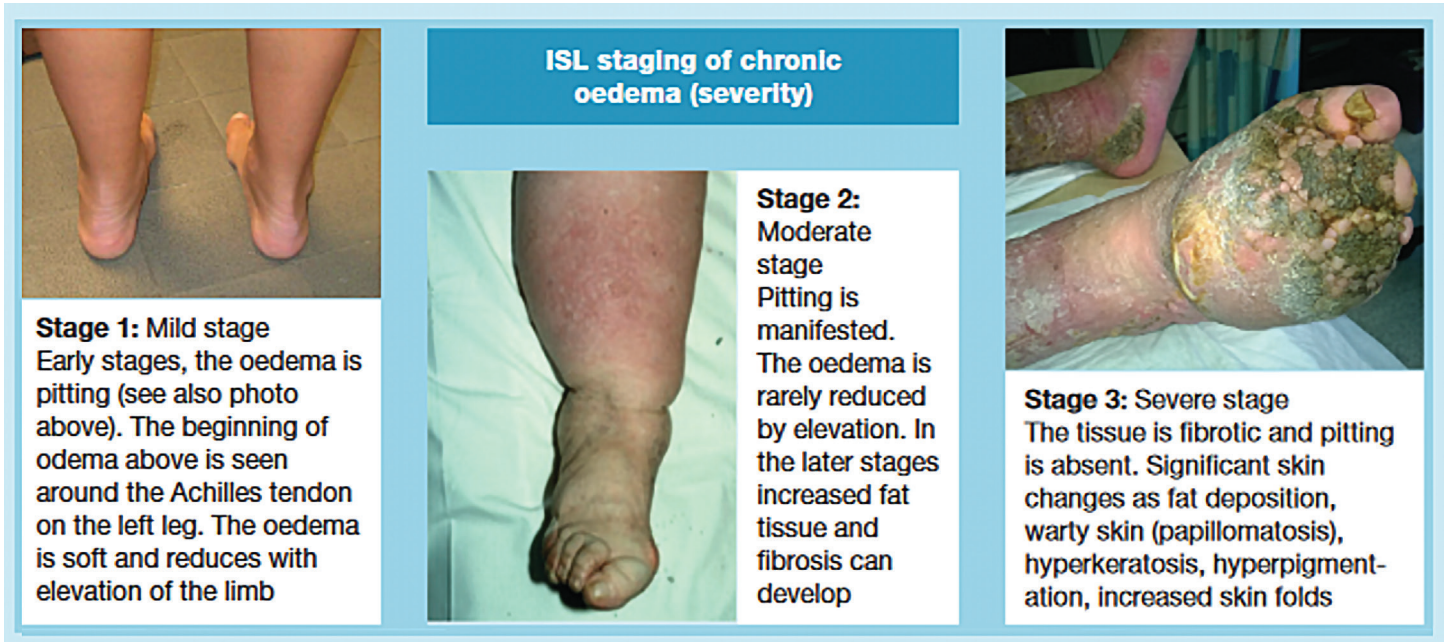 ISL staging of chronic
oedema (severity)
Stage 1: Mild stage
Early stages, the oedema is
pitting (see also photo
above). The beginning of
odema above is seen
around the Achilles tendon
on the left leg. The oedema
is soft and reduces with
elevation of the limb
Stage 2:
Moderate
stage
Pitting is
manifested.
The oedema is
rarely reduced
by elevation. In
the later stages
increased fat
tissue and
fibrosis can
develop
Stage 3: Severe stage
The tissue is fibrotic and pitting
is absent. Significant skin
changes as fat deposition,
warty skin (papillomatosis),
hyperkeratosis, hyperpigment-
ation, increased skin folds